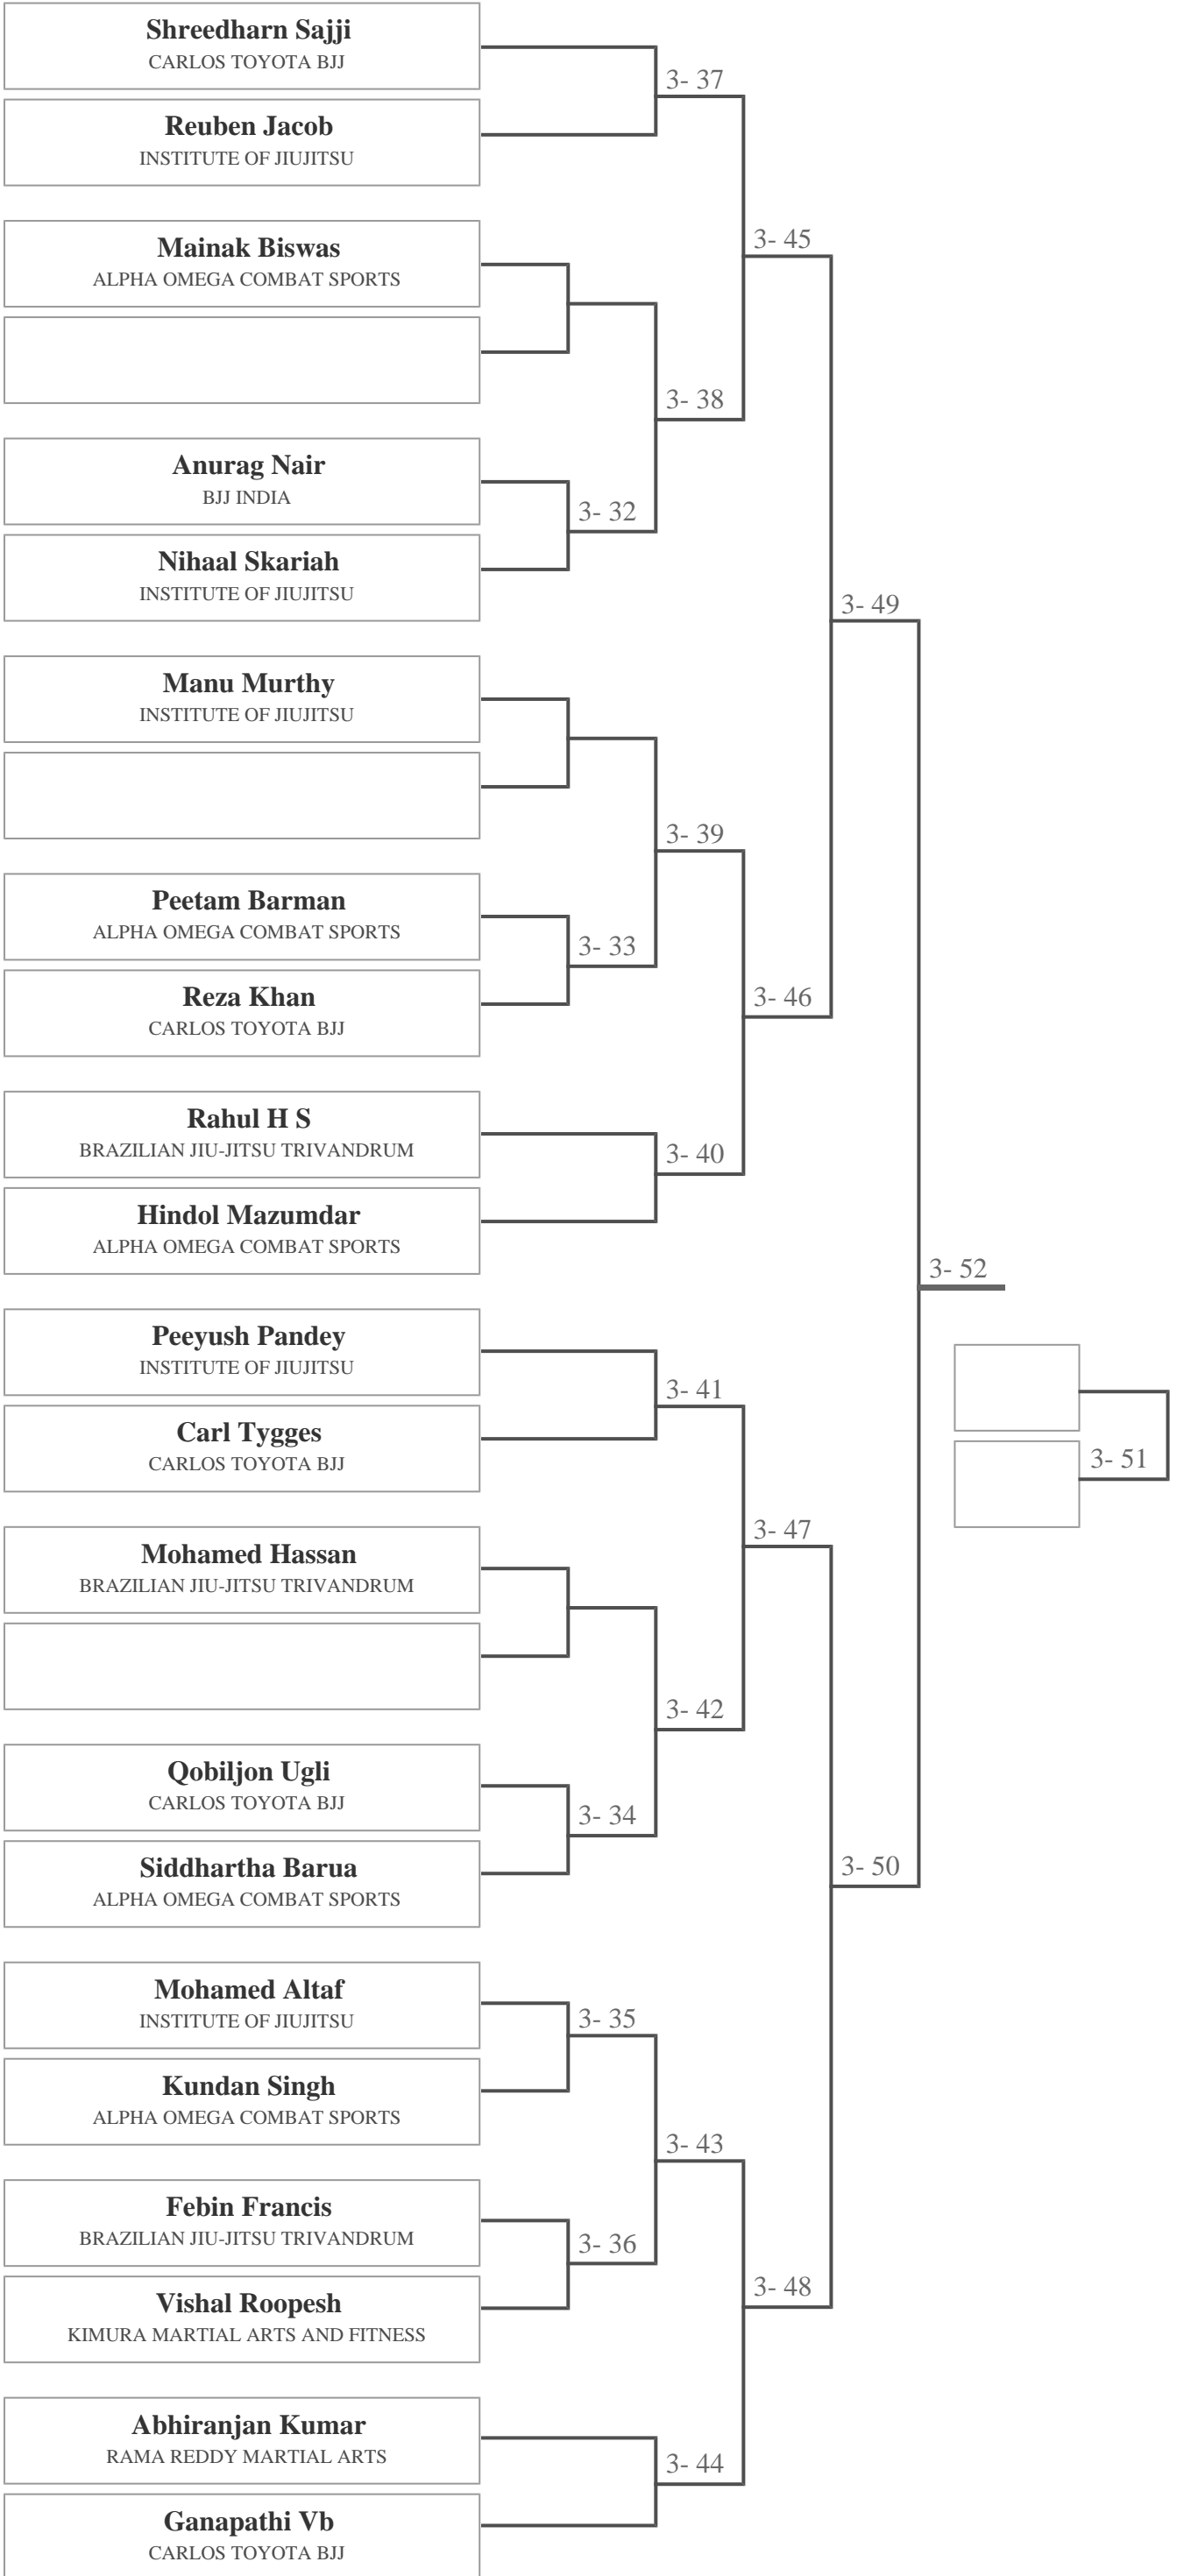 Shreedharn Sajji
CARLOS TOYOTA BJJ
3- 37
Reuben Jacob
INSTITUTE OF JIUJITSU
Mainak Biswas
ALPHA OMEGA COMBAT SPORTS
3- 45
3- 38
Anurag Nair
BJJ INDIA
3- 32
Nihaal Skariah
INSTITUTE OF JIUJITSU
3- 49
Manu Murthy
INSTITUTE OF JIUJITSU
3- 39
Peetam Barman
ALPHA OMEGA COMBAT SPORTS
3- 33
Reza Khan
CARLOS TOYOTA BJJ
3- 46
Rahul H S
BRAZILIAN JIU-JITSU TRIVANDRUM
3- 40
Hindol Mazumdar
ALPHA OMEGA COMBAT SPORTS
3- 52
Peeyush Pandey
INSTITUTE OF JIUJITSU
3- 41
Carl Tygges
CARLOS TOYOTA BJJ
3- 51
3- 47
Mohamed Hassan
BRAZILIAN JIU-JITSU TRIVANDRUM
3- 42
Qobiljon Ugli
CARLOS TOYOTA BJJ
3- 34
Siddhartha Barua
ALPHA OMEGA COMBAT SPORTS
3- 50
Mohamed Altaf
INSTITUTE OF JIUJITSU
3- 35
Kundan Singh
ALPHA OMEGA COMBAT SPORTS
3- 43
Febin Francis
BRAZILIAN JIU-JITSU TRIVANDRUM
3- 36
Vishal Roopesh
KIMURA MARTIAL ARTS AND FITNESS
3- 48
Abhiranjan Kumar
RAMA REDDY MARTIAL ARTS
3- 44
Ganapathi Vb
CARLOS TOYOTA BJJ